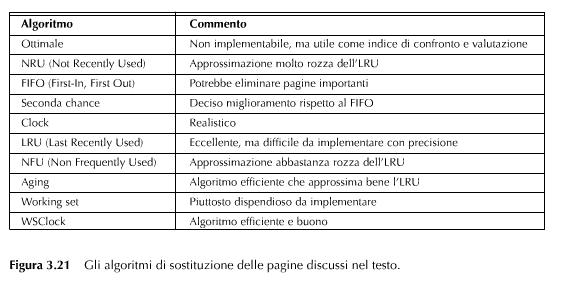 Algoritmo Commento
Ottimale Non implementabile, ma utile come indice di confronto e valutazione
NRU (Not Recently Used) Approssimazione molto rozza dell’LRU
FIFO (First-In, First Out) Potrebbe eliminare pagine importanti
Seconda chance Deciso miglioramento rispetto al FIFO
Clock Realistico
LRU (Last Recently Used) Eccellente, ma difficile da implementare con precisione
NFU (Non Frequently Used) Approssimazione abbastanza rozza dell’LRU
Aging Algoritmo efficiente che approssima bene l’LRU
Working set Piuttosto dispendioso da implementare
WSClock Algoritmo efficiente e buono
Figura 3.21 Gli algoritmi di sostituzione delle pagine discussi nel testo.